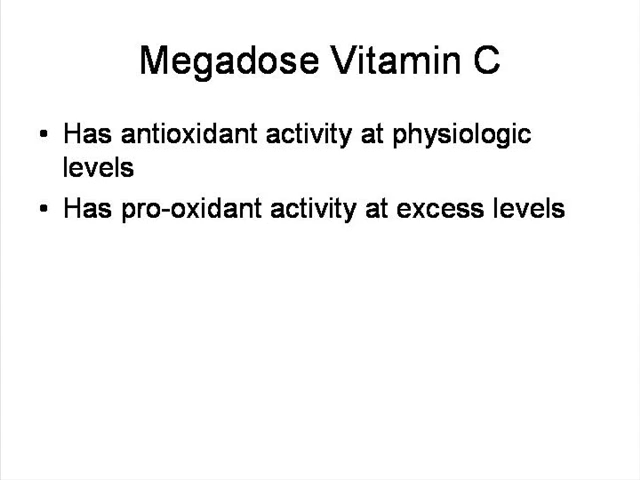 Megadose Vitamin C
• Has antioxidant activity at physiologic
levels
• Has pro-oxidant activity at excess levels